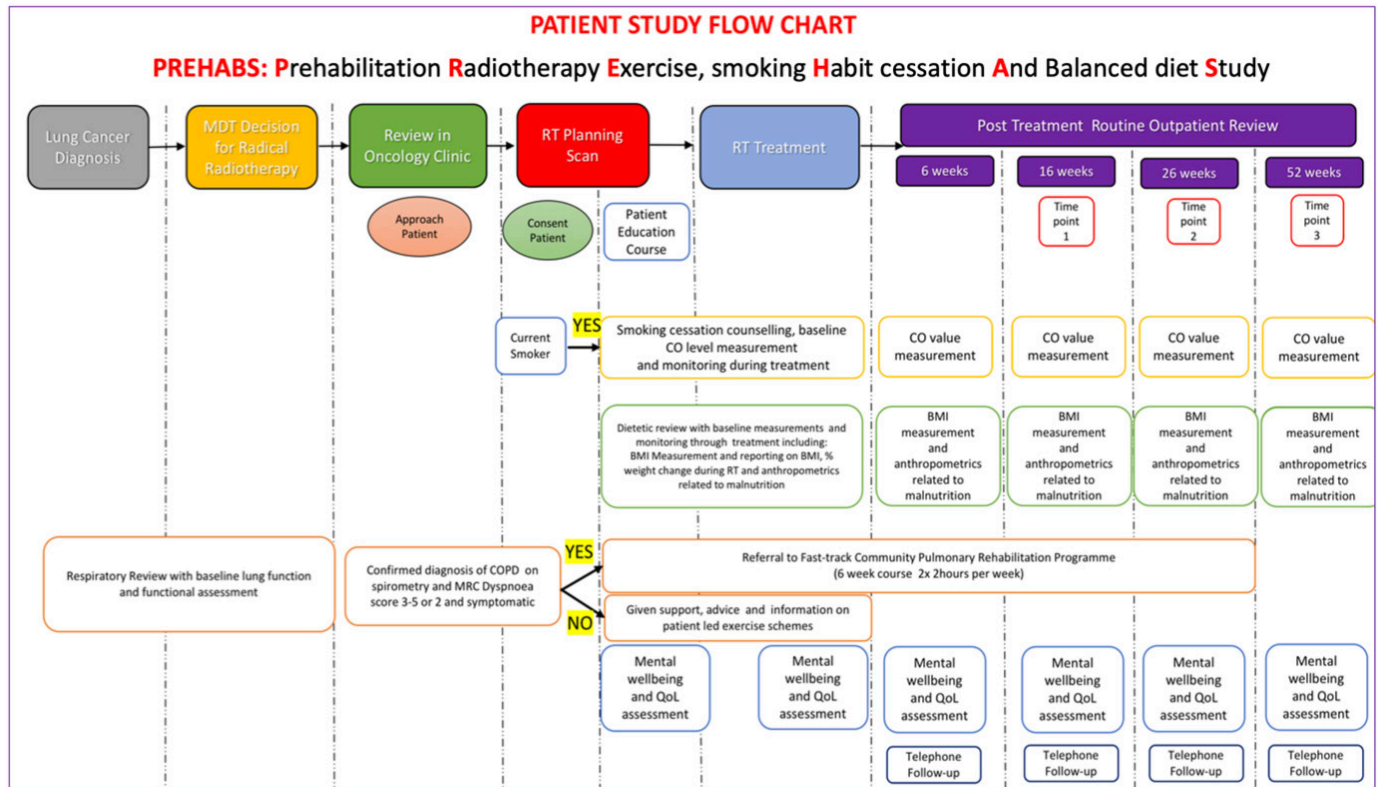 PATIENT STUDY FLOW CHART
PREHABS: Prehabilitation Radiotherapy Exercise, smoking Habit cessation And Balanced diet Study
Lung Cancer
Diagnosis
MDT Decision
for Radical
Radiotherapy
Review in
Oncology Clinic
RT Planning
Scan
RT Treatment
Post Treatment Routine Outpatient Review
6 weeks
16 weeks
26 weeks
52 weeks
Approach
Patient
Consent
Patient
Patient
Education
Course
Time
point
1
Time
point
2
Time
point
3
Current
Smoker
YES
Smoking cessation counselling, baseline
CO level measurement
and monitoring during treatment
CO value
measurement
CO value
measurement
CO value
measurement
CO value
measurement
Dietetic review with baseline measurements and
monitoring through treatment including:
BMI Measurement and reporting on BMI, %
weight change during RT and anthropometrics
related to malnutrition
BMI
measurement
and
anthropometrics
related to
malnutrition
BMI
measurement
and
anthropometrics
related to
malnutrition
BMI
measurement
and
anthropometrics
related to
malnutrition
BMI
measurement
and
anthropometrics
related to
malnutrition
Respiratory Review with baseline lung function
and functional assessment
Confirmed diagnosis of COPD on
spirometry and MRC Dyspnoea
score 3-5 or 2 and symptomatic
YES
Referral to Fast-track Community Pulmonary Rehabilitation Programme
(6 week course 2x 2hours per week)
NO
Given support, advice and information on
patient led exercise schemes
Mental
wellbeing
and QoL
assessment
Mental
wellbeing
and QoL
assessment
Mental
wellbeing
and QoL
assessment
Mental
wellbeing
and QoL
assessment
Mental
wellbeing
and QoL
assessment
Mental
wellbeing
and QoL
assessment
Telephone
Follow-up
Telephone
Follow-up
Telephone
Follow-up
Telephone
Follow-up